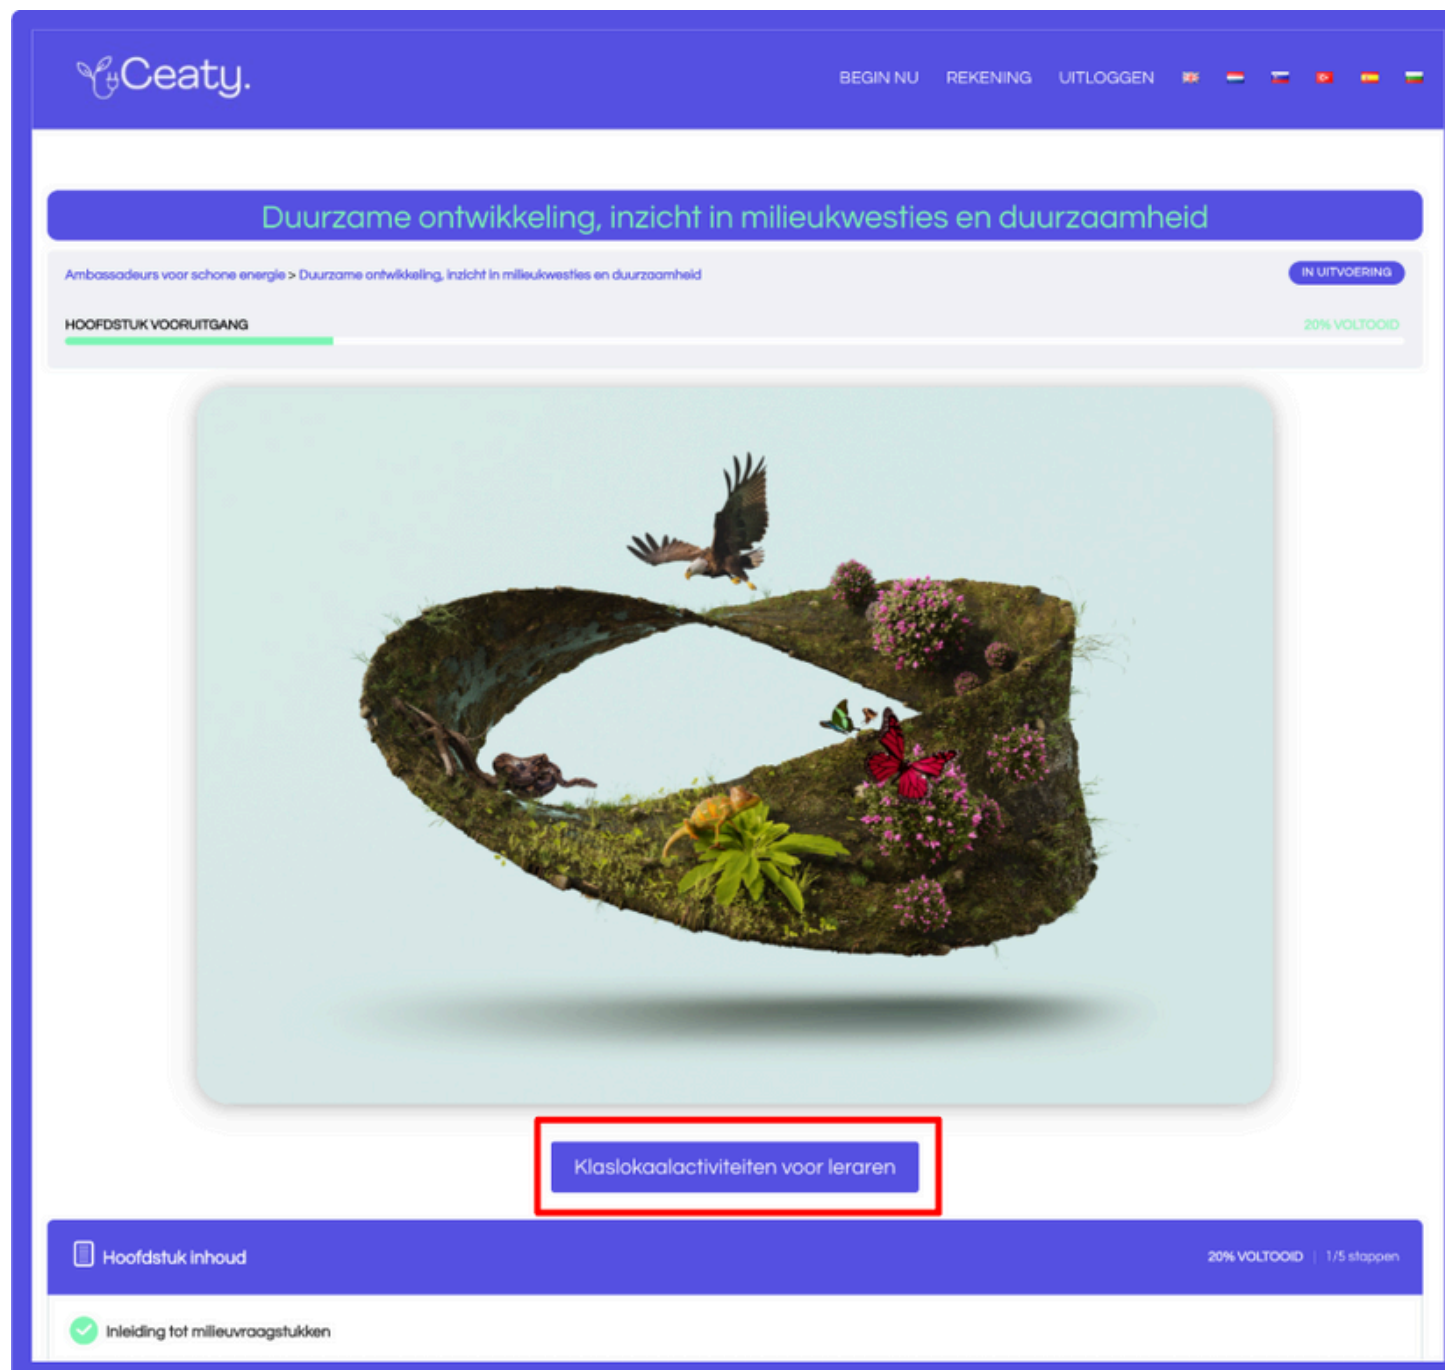 Ceaty.
BEGIN NU REKENING UITLOGGEN
Duurzame ontwikkeling, inzicht in milieukwesties en duurzaamheid
Ambassadeurs voor schone energie > Duurzame ontwikkeling, inzicht in milieukwesties en duurzaamheid
IN UITVOERING
HOOFDSTUK VOORUITGANG
20% VOLTOOID
Klaslokaalactiviteiten voor leraren
Hoofdstuk inhoud
20% VOLTOOID | 1/5 stappen
Inleiding tot milieuvraagstukken